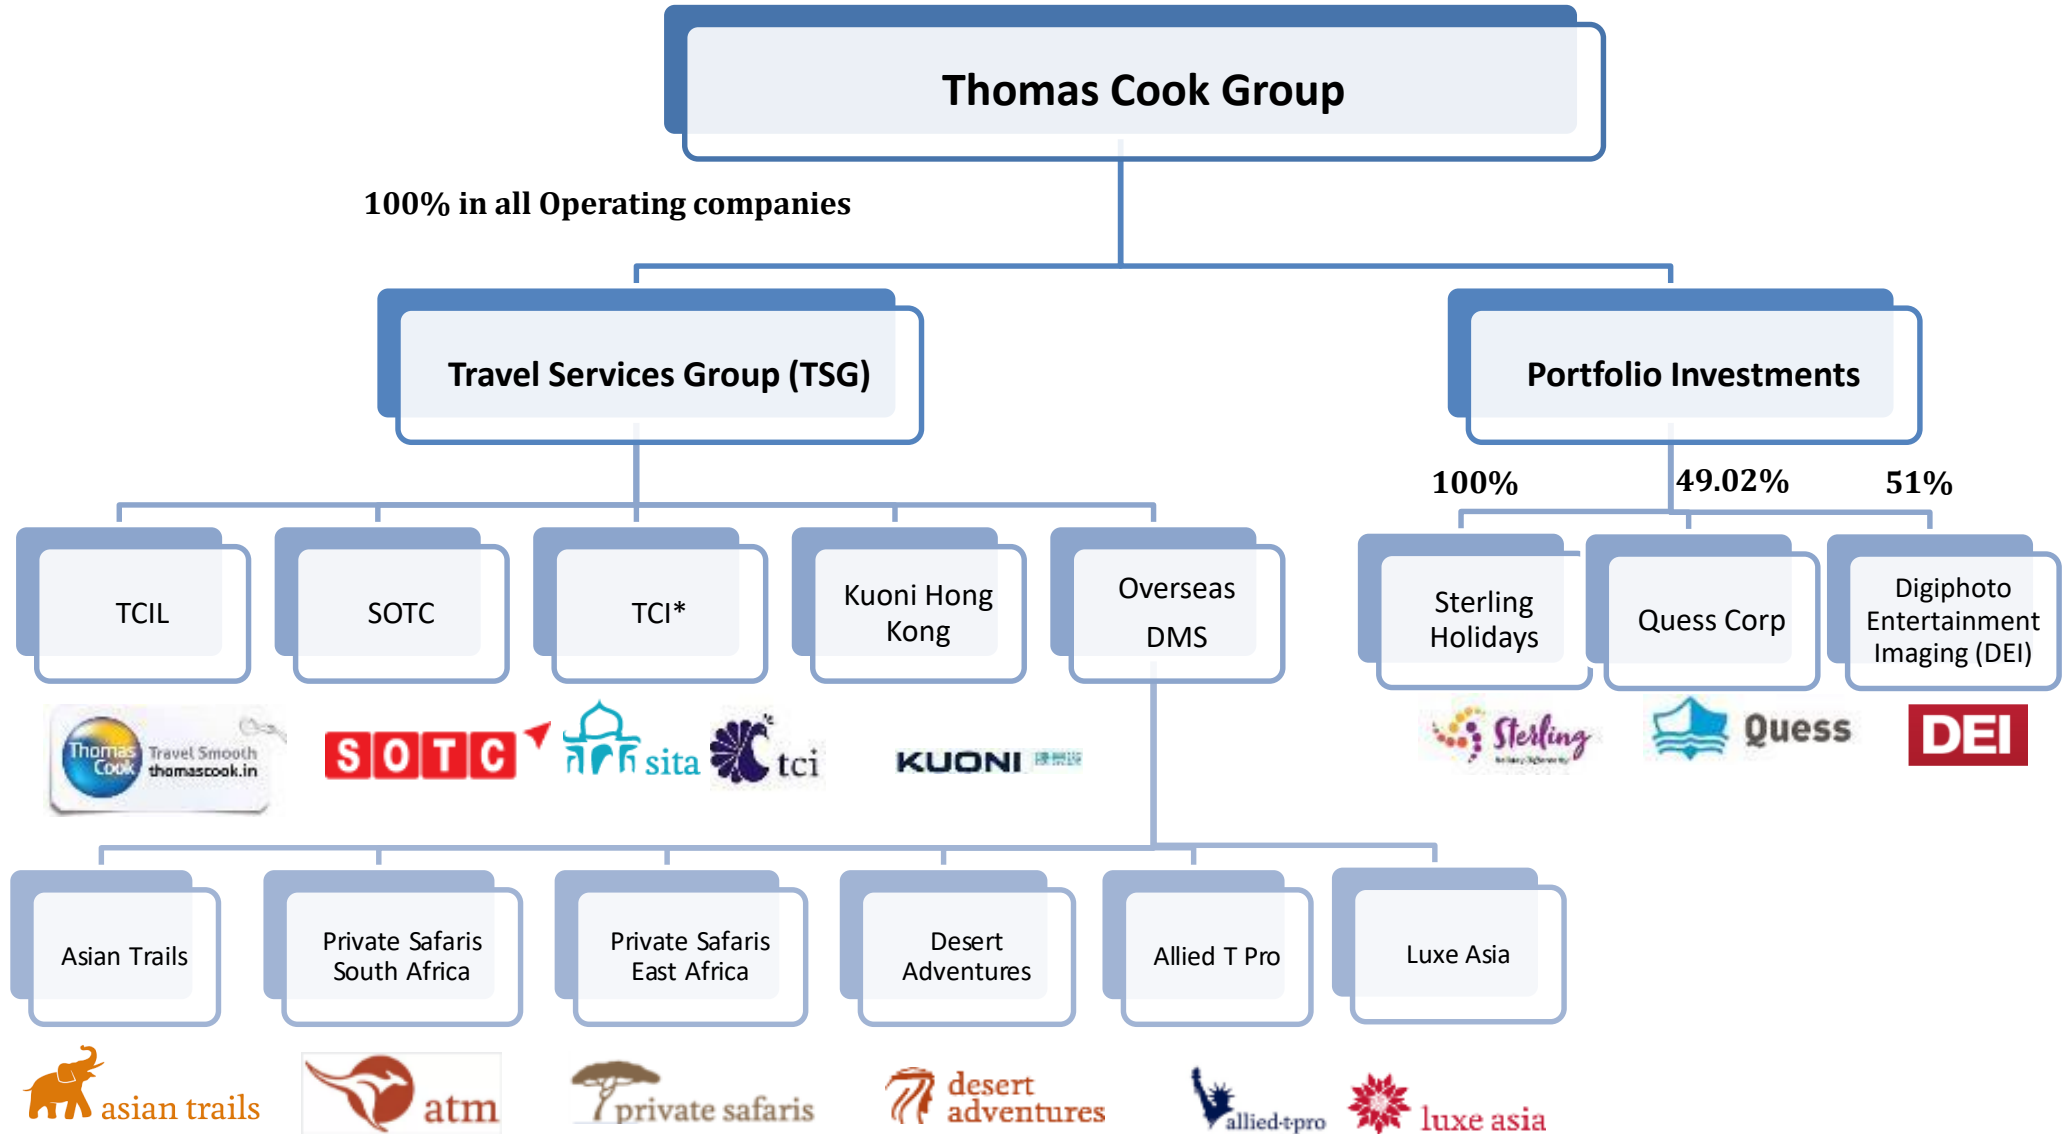 Thomas Cook Group
100% in all Operating companies
Travel Services Group (TSG)
Portfolio Investments
100%
49.02%
51%
TCIL
SOTC
TCI*
Kuoni Hong
Kong
Overseas
DMS
Sterling
Holidays
Quess Corp
Digiphoto
Entertainment
Imaging (DEI)
Thomas
Cook
Travel Smooth
thomascook.in
SOTC
sita
tci
KUONI
Sterling
Quess
DEI
Asian Trails
Private Safaris
South Africa
Private Safaris
East Africa
Desert
Adventures
Allied T Pro
Luxe Asia
asian trails
atm
private safaris
desert
adventures
allied-t-pro
luxe asia